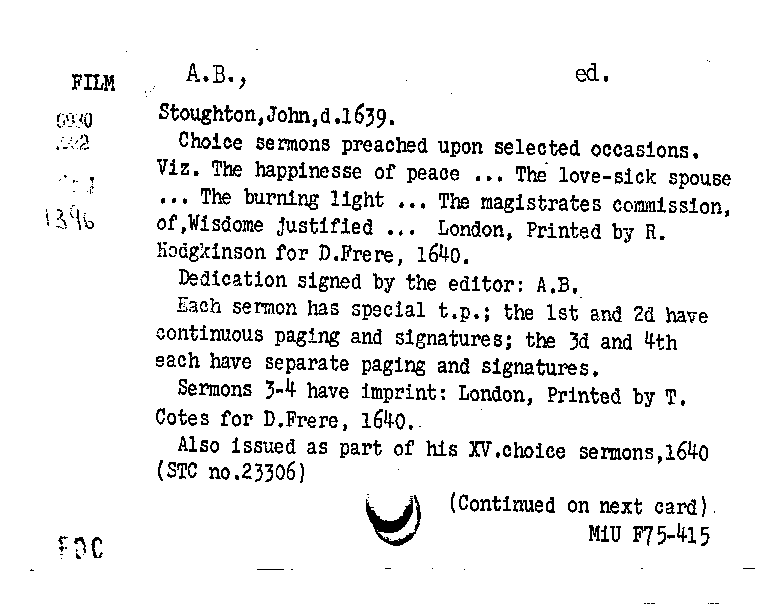 A.B., ed.
FILM
Stoughton,John,d.1639.
Choice sermons preached upon selected occasions.
Viz. The happinesse of peace ... The love-sick spouse
... The burning light ... The magistrates commission,
1396
of,Wisdome justified ... London, Printed by R.
Hodgkinson for D.Frere, 1640.
Dedication signed by the editor: A.B.
Each sermon has special t.p.; the 1st and 2d have
continuous paging and signatures; the 3d and 4th
each have separate paging and signatures.
Sermons 3-4 have imprint: London, Printed by T.
Cotes for D.Frere, 1640.
Also issued as part of his XV.choice sermons,1640
(STC no.23306)
(Continued on next card)
MiU F75-415